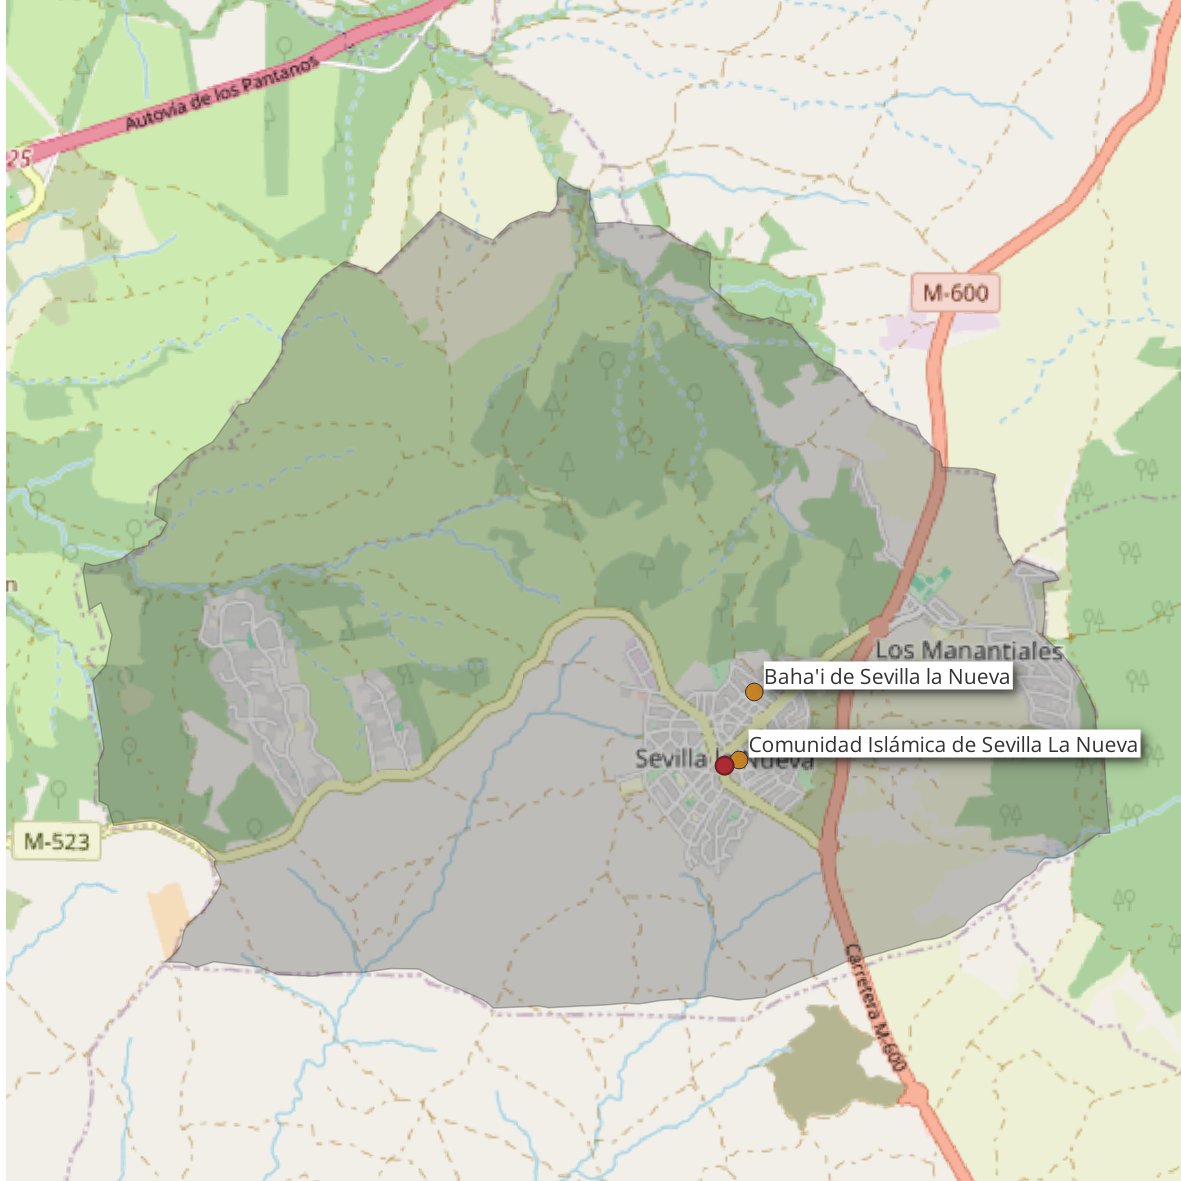 Autovía de los Pantanos
25
M-600
n
Los Manantiales
Baha'i de Sevilla la Nueva
Comunidad Islámica de Sevilla La Nueva
Sevilla la Nueva
M-523
Carretera M-600